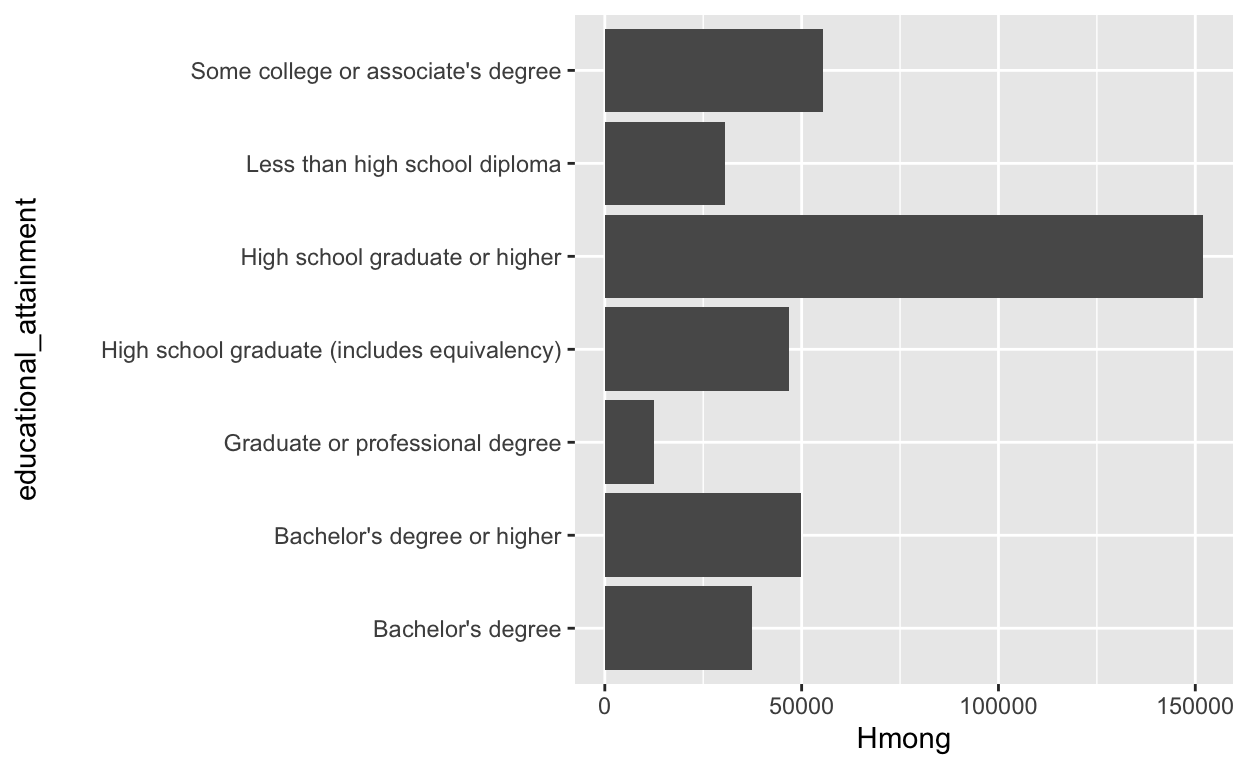 Some college or associate's degree
Less than high school diploma
High school graduate or higher
High school graduate (includes equivalency)
Graduate or professional degree
Bachelor's degree or higher
Bachelor's degree
educational_attainment
0 50000 100000 150000
Hmong